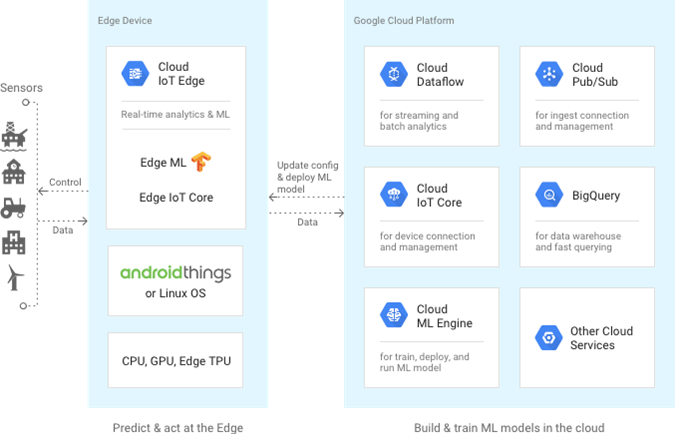 Edge Device
Google Cloud Platform
Sensors
Control
Data
Cloud
IoT Edge
Real-time analytics & ML
Edge ML
Edge IoT Core
androidthings
or Linux OS
CPU, GPU, Edge TPU
Update config
& deploy ML
model
Data
Cloud
Dataflow
for streaming and
batch analytics
Cloud
Pub/Sub
for ingest connection
and management
Cloud
IoT Core
for device connection
and management
BigQuery
for data warehouse
and fast querying
Cloud
ML Engine
for train, deploy, and
run ML model
Other Cloud
Services
Predict & act at the Edge
Build & train ML models in the cloud